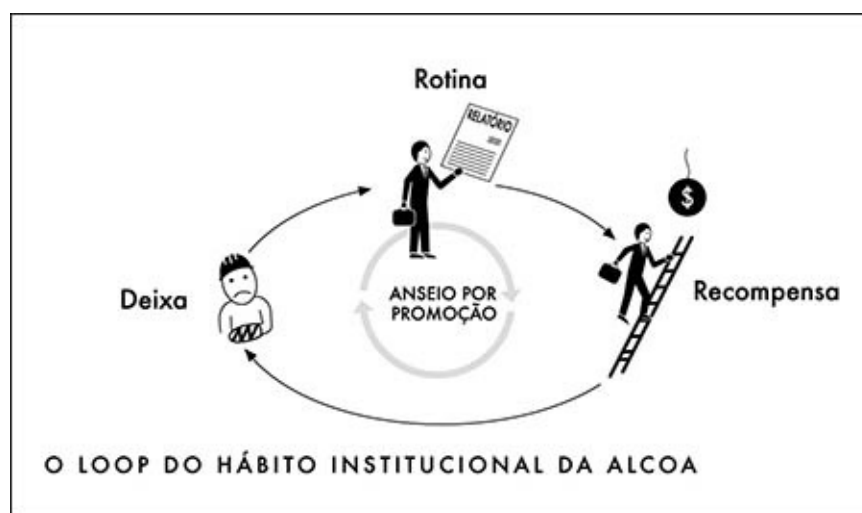 Rotina
RELATÓRIO
$
Deixa
ANSEIO POR
PROMOÇÃO
Recompensa
O LOOP DO HÁBITO INSTITUCIONAL DA ALCOA